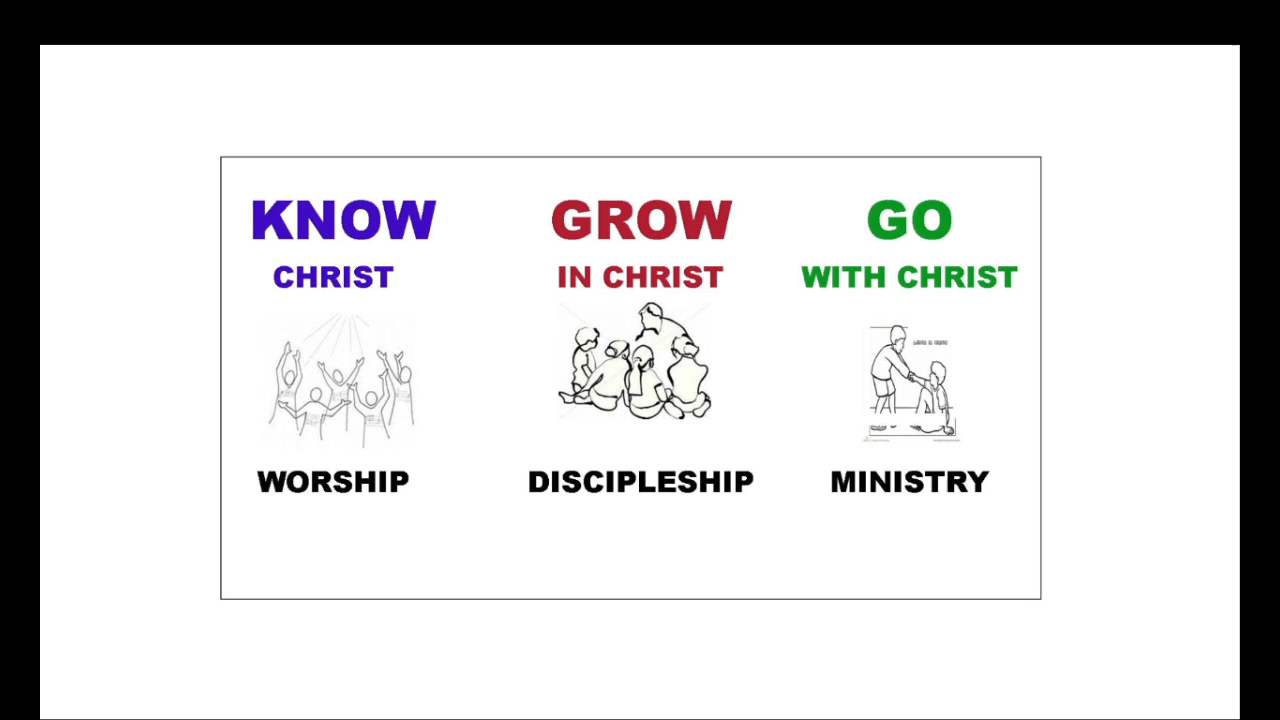 KNOW
CHRIST
WORSHIP
GROW
IN CHRIST
DISCIPLESHIP
GO
WITH CHRIST
MINISTRY